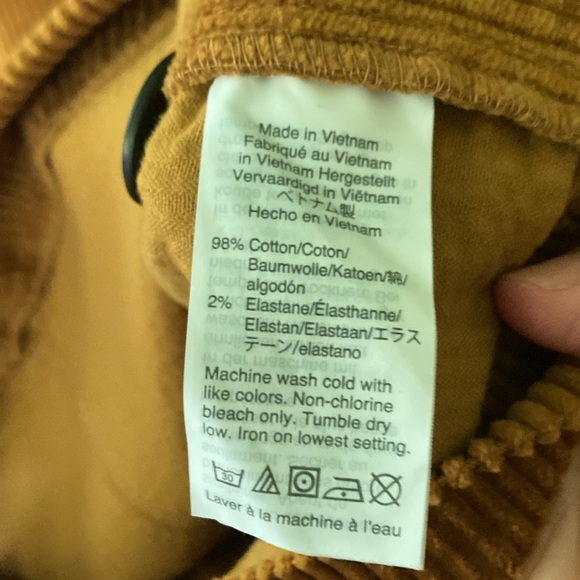 Made in Vietnam
Fabriqué au Vietnam
in Vietnam Hergestellt
Vervaardigd in Viëtnam
ベトナム製
Hecho en Vietnam
98% Cotton/Coton/
Baumwolle/Katoen/綿/
algodón
2% Elastane/Élasthanne/
Elastan/Elastaan/エラス
テーン/elastano
Machine wash cold with
like colors. Non-chlorine
bleach only. Tumble dry
low. Iron on lowest setting.
30
Laver à la machine à l'eau